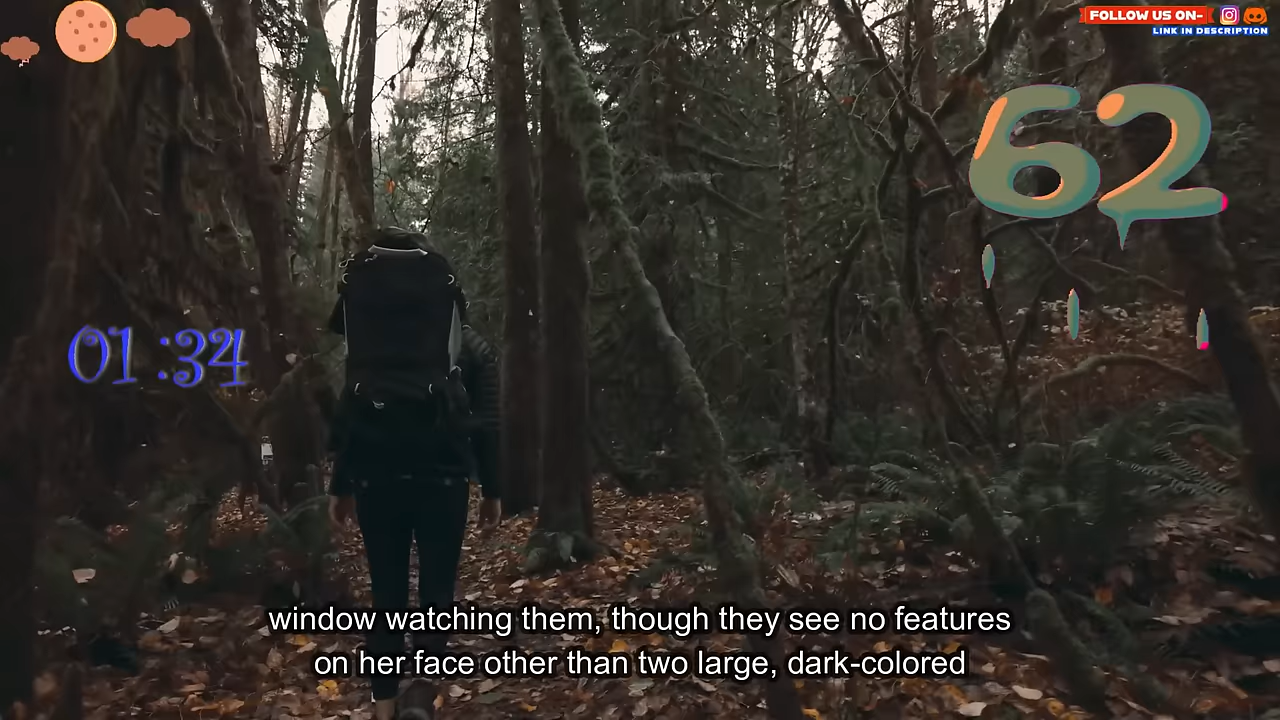 FOLLOW US ON-
LINK IN DESCRIPTION
62
01:34
window watching them, though they see no features
on her face other than two large, dark-colored